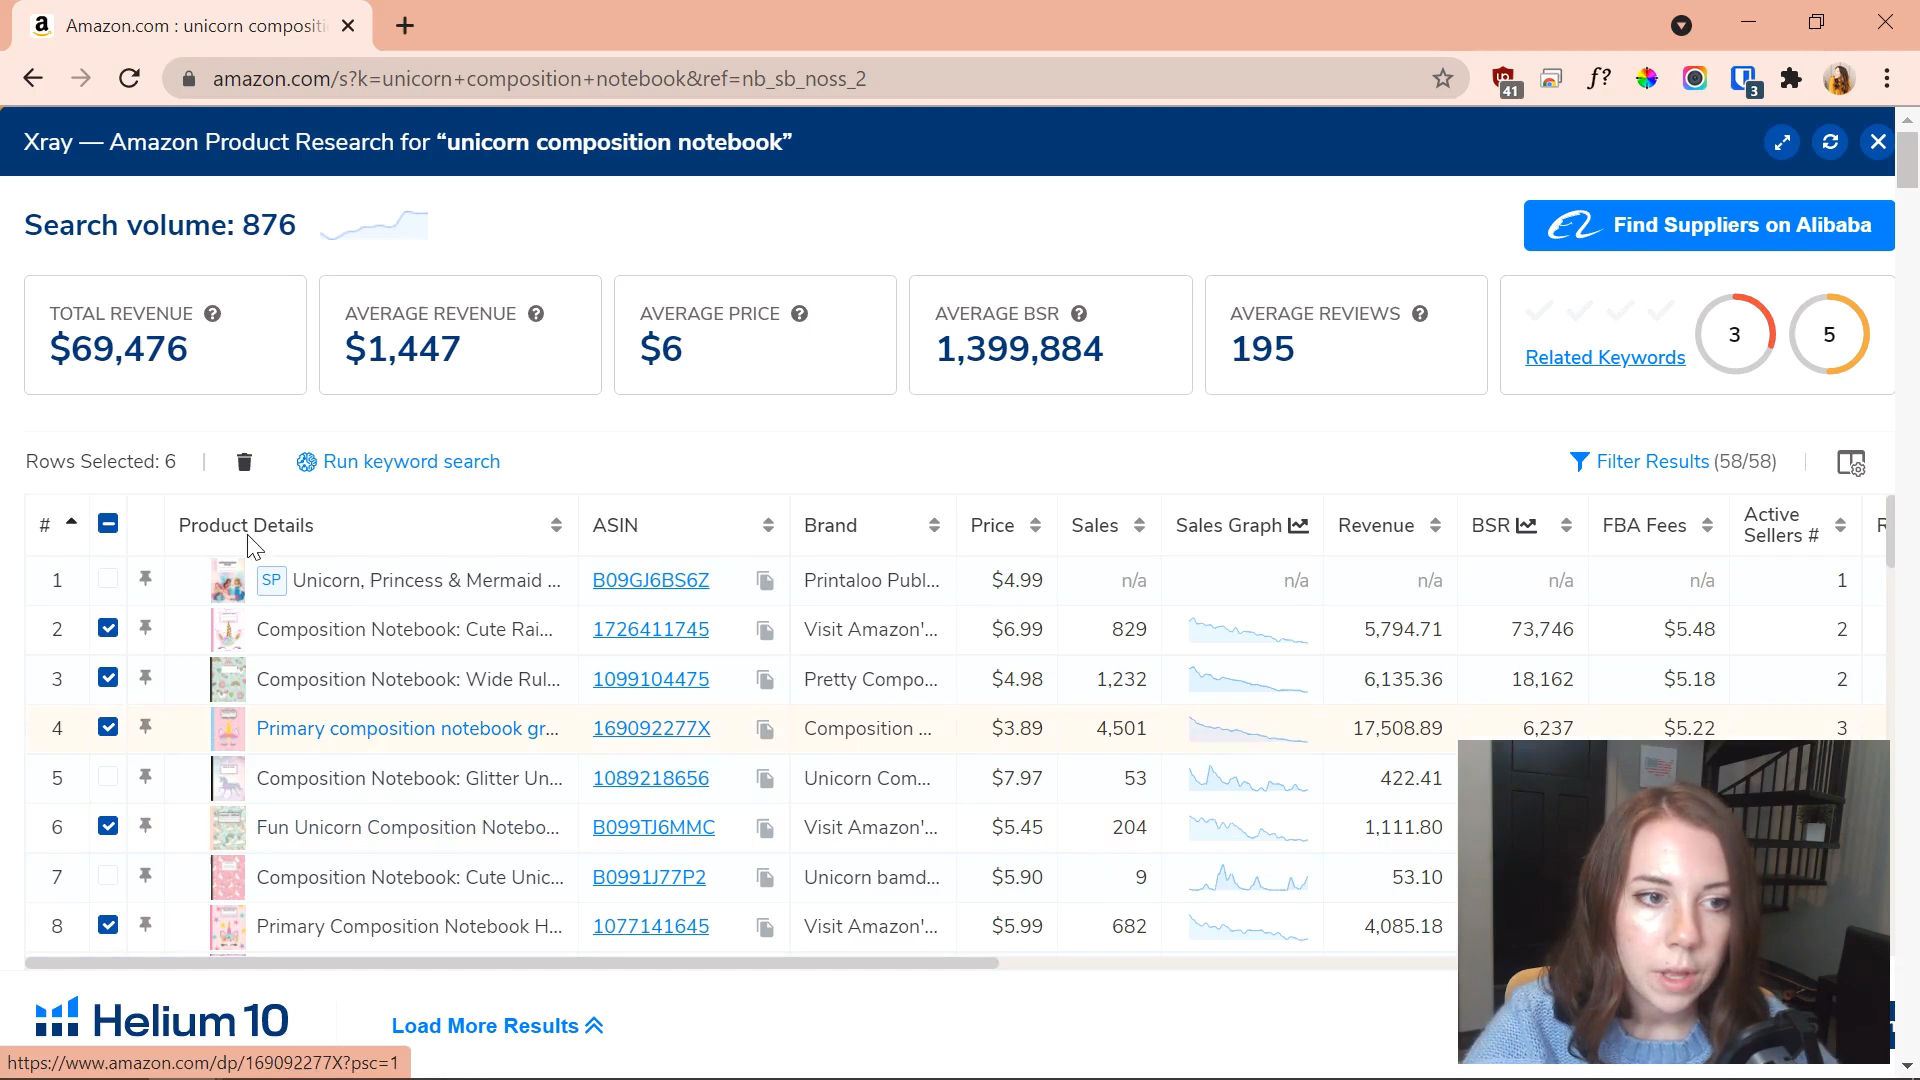 a Amazon.com : unicorn compositi
amazon.com/s?k=unicorn+composition+notebook&ref=nb_sb_noss_2
41
f?
3
Xray — Amazon Product Research for “unicorn composition notebook”
Search volume: 876
Find Suppliers on Alibaba
TOTAL REVENUE
$69,476
AVERAGE REVENUE
$1,447
AVERAGE PRICE
$6
AVERAGE BSR
1,399,884
AVERAGE REVIEWS
195
Related Keywords
3
5
Rows Selected: 6
Run keyword search
Filter Results (58/58)
# Product Details ASIN Brand Price Sales Sales Graph Revenue BSR FBA Fees Active Sellers # R
1 SP Unicorn, Princess & Mermaid ... B09GJ6BS6Z Printaloo Publ... $4.99 n/a n/a n/a n/a n/a 1
2 Composition Notebook: Cute Rai... 1726411745 Visit Amazon'... $6.99 829 5,794.71 73,746 $5.48 2
3 Composition Notebook: Wide Rul... 1099104475 Pretty Compo... $4.98 1,232 6,135.36 18,162 $5.18 2
4 Primary composition notebook gr... 169092277X Composition ... $3.89 4,501 17,508.89 6,237 $5.22 3
5 Composition Notebook: Glitter Un... 1089218656 Unicorn Com... $7.97 53 422.41
6 Fun Unicorn Composition Notebo... B099TJ6MMC Visit Amazon'... $5.45 204 1,111.80
7 Composition Notebook: Cute Unic... B0991J77P2 Unicorn bamd... $5.90 9 53.10
8 Primary Composition Notebook H... 1077141645 Visit Amazon'... $5.99 682 4,085.18
Helium 10
Load More Results
https://www.amazon.com/dp/169092277X?psc=1